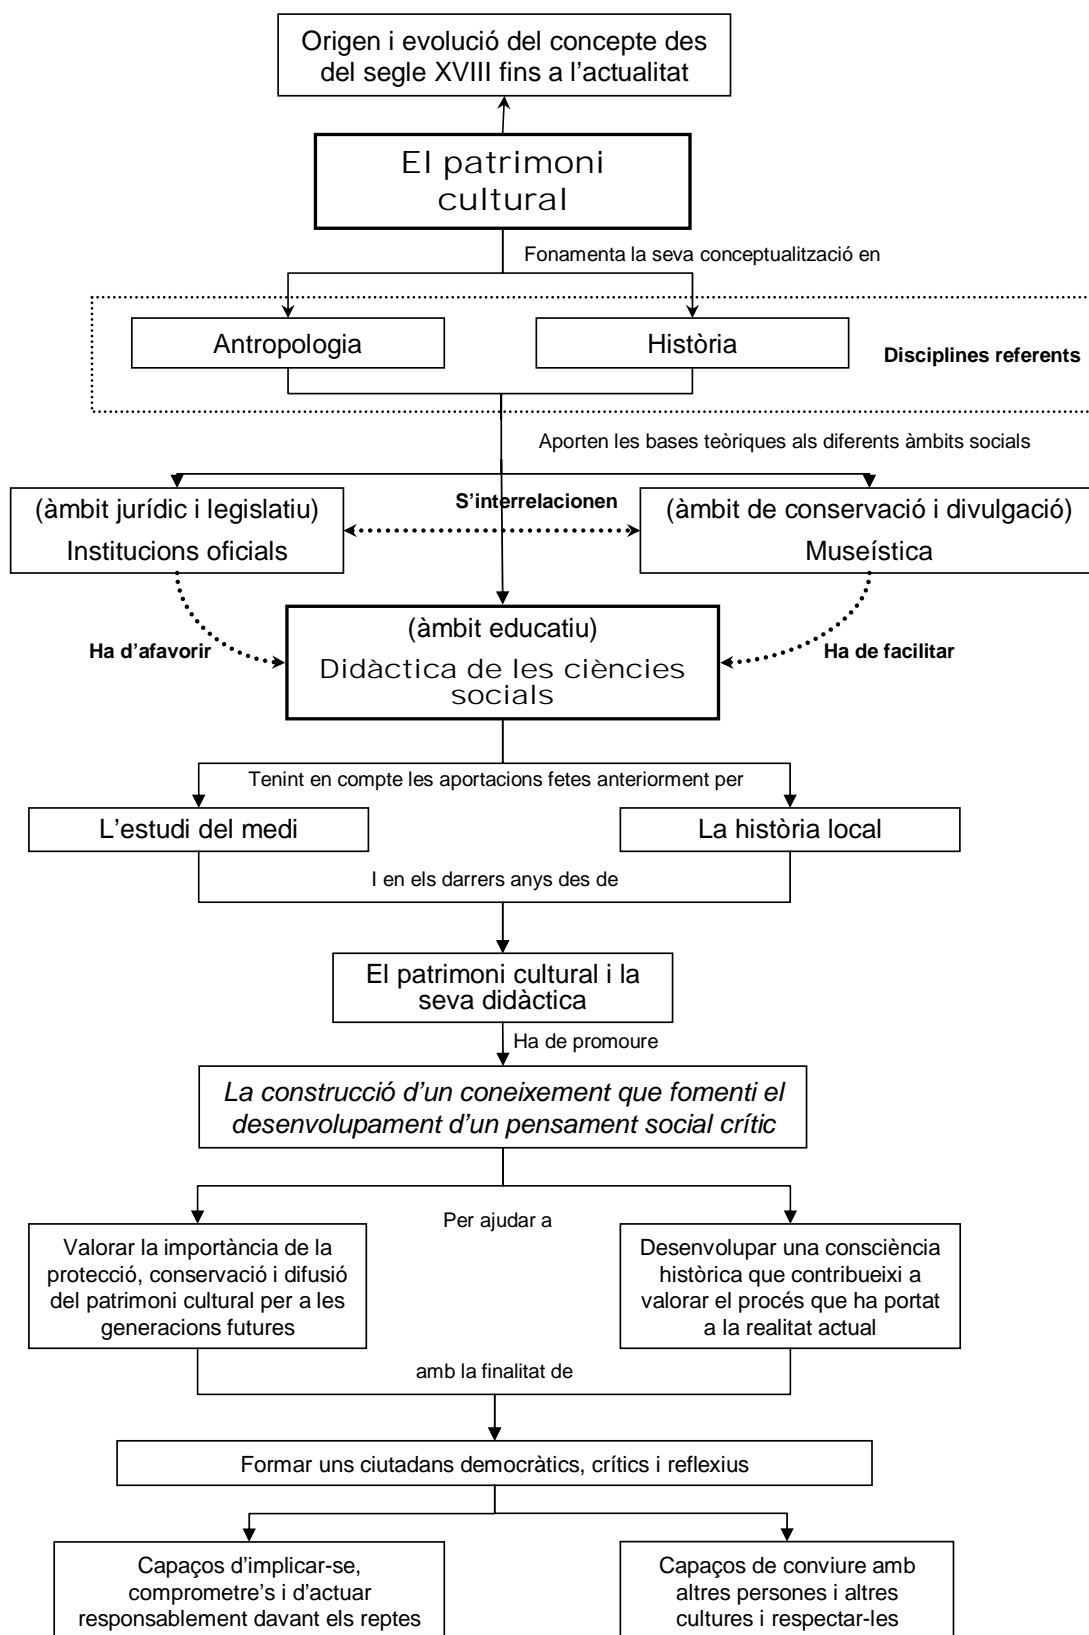 Origen i evolució del concepte des
del segle XVIII fins a l'actualitat
El patrimoni
cultural
Fonamenta la seva conceptualització en
Antropologia
Història
Disciplines referents
Aporten les bases teòriques als diferents àmbits socials
(àmbit jurídic i legislatiu)
Institucions oficials
S'interrelacionen
(àmbit de conservació i divulgació)
Museística
Ha d'afavorir
(àmbit educatiu)
Didàctica de les ciències
socials
Ha de facilitar
Tenint en compte les aportacions fetes anteriorment per
L'estudi del medi
La història local
I en els darrers anys des de
El patrimoni cultural i la
seva didàctica
Ha de promoure
La construcció d'un coneixement que fomenti el
desenvolupament d'un pensament social crític
Per ajudar a
Valorar la importància de la
protecció, conservació i difusió
del patrimoni cultural per a les
generacions futures
Desenvolupar una consciència
històrica que contribueixi a
valorar el procés que ha portat
a la realitat actual
amb la finalitat de
Formar uns ciutadans democràtics, crítics i reflexius
Capaços d'implicar-se,
comprometre's i d'actuar
responsablement davant els reptes
Capaços de conviure amb
altres persones i altres
cultures i respectar-les